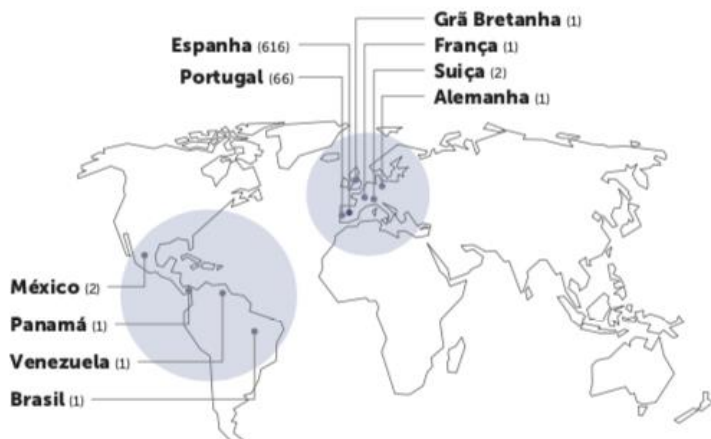 Grã Bretanha (1)
Espanha (616)
França (1)
Portugal (66)
Suiça (2)
Alemanha (1)
México (2)
Panamá (1)
Venezuela (1)
Brasil (1)